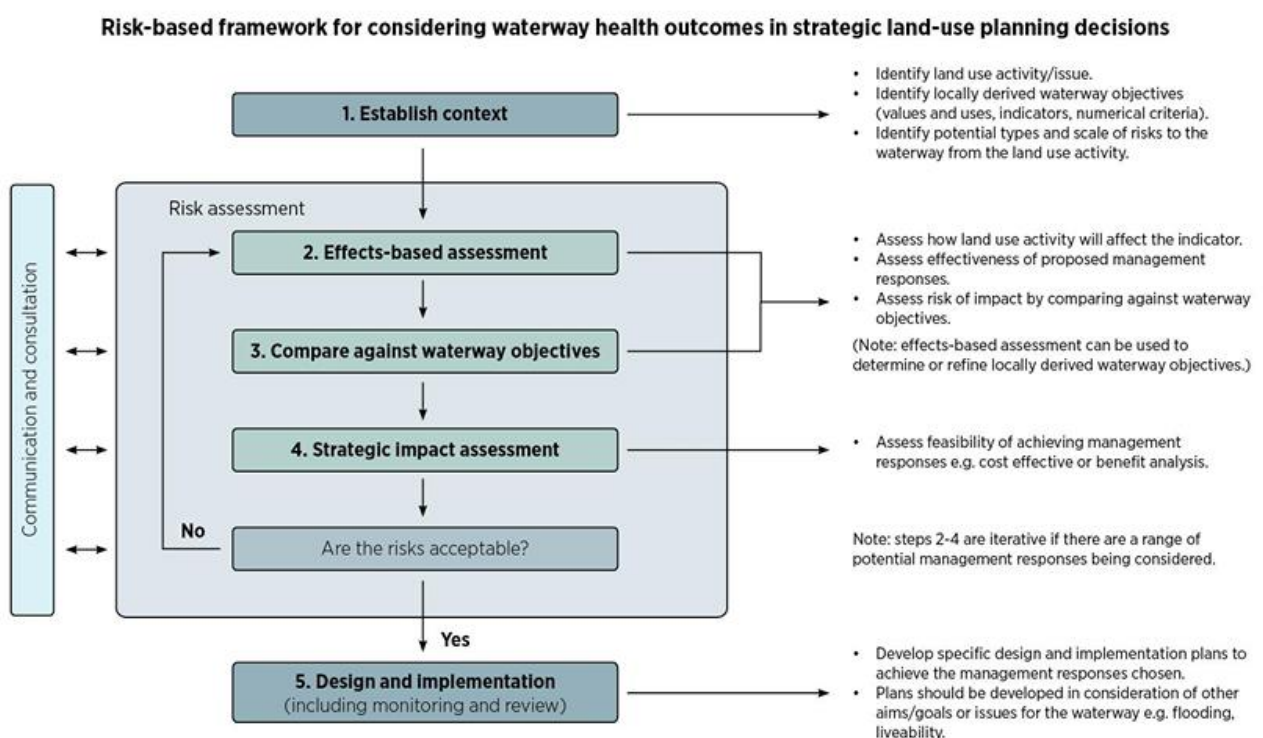 Risk-based framework for considering waterway health outcomes in strategic land-use planning decisions
1. Establish context
• Identify land use activity/issue.
• Identify locally derived waterway objectives
(values and uses, indicators, numerical criteria).
• Identify potential types and scale of risks to the
waterway from the land use activity.
Communication and consultation
Risk assessment
2. Effects-based assessment
3. Compare against waterway objectives
• Assess how land use activity will affect the indicator.
• Assess effectiveness of proposed management
responses.
• Assess risk of impact by comparing against waterway
objectives.
(Note: effects-based assessment can be used to
determine or refine locally derived waterway objectives.)
4. Strategic impact assessment
• Assess feasibility of achieving management
responses e.g. cost effective or benefit analysis.
No
Are the risks acceptable?
Note: steps 2-4 are iterative if there are a range of
potential management responses being considered.
Yes
5. Design and implementation
(including monitoring and review)
• Develop specific design and implementation plans to
achieve the management responses chosen.
• Plans should be developed in consideration of other
aims/goals or issues for the waterway e.g. flooding,
liveability.